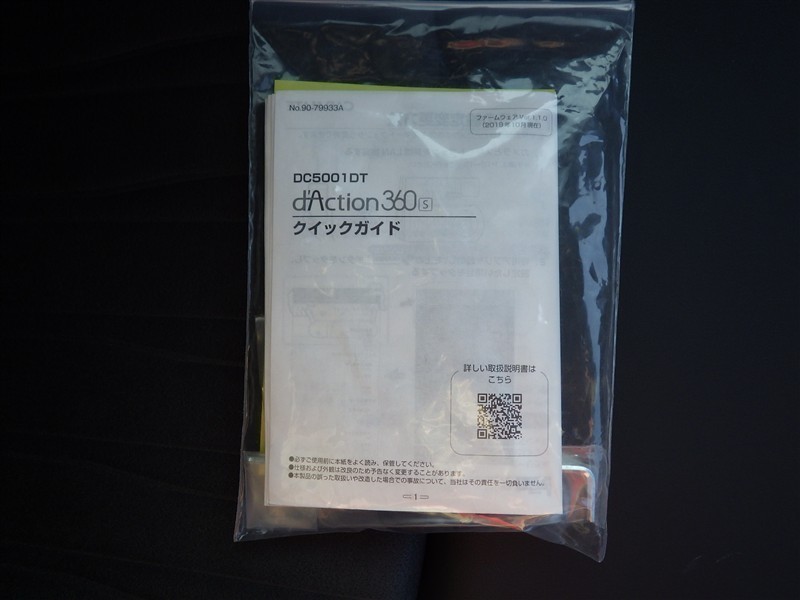 No.90-79933A
ファームウェア Ver.1.1.0
(2019年10月現在)
DC5001DT
d'Action 360 S
クイックガイド
詳しい取扱説明書は
こちら
●必ずご使用前に本紙をよく読み、保管してください。
●仕様および外観は改良のため予告なく変更することがあります。
●本製品の誤った取扱いや改造した場合での事故について、当社はその責任を一切負いません。
1